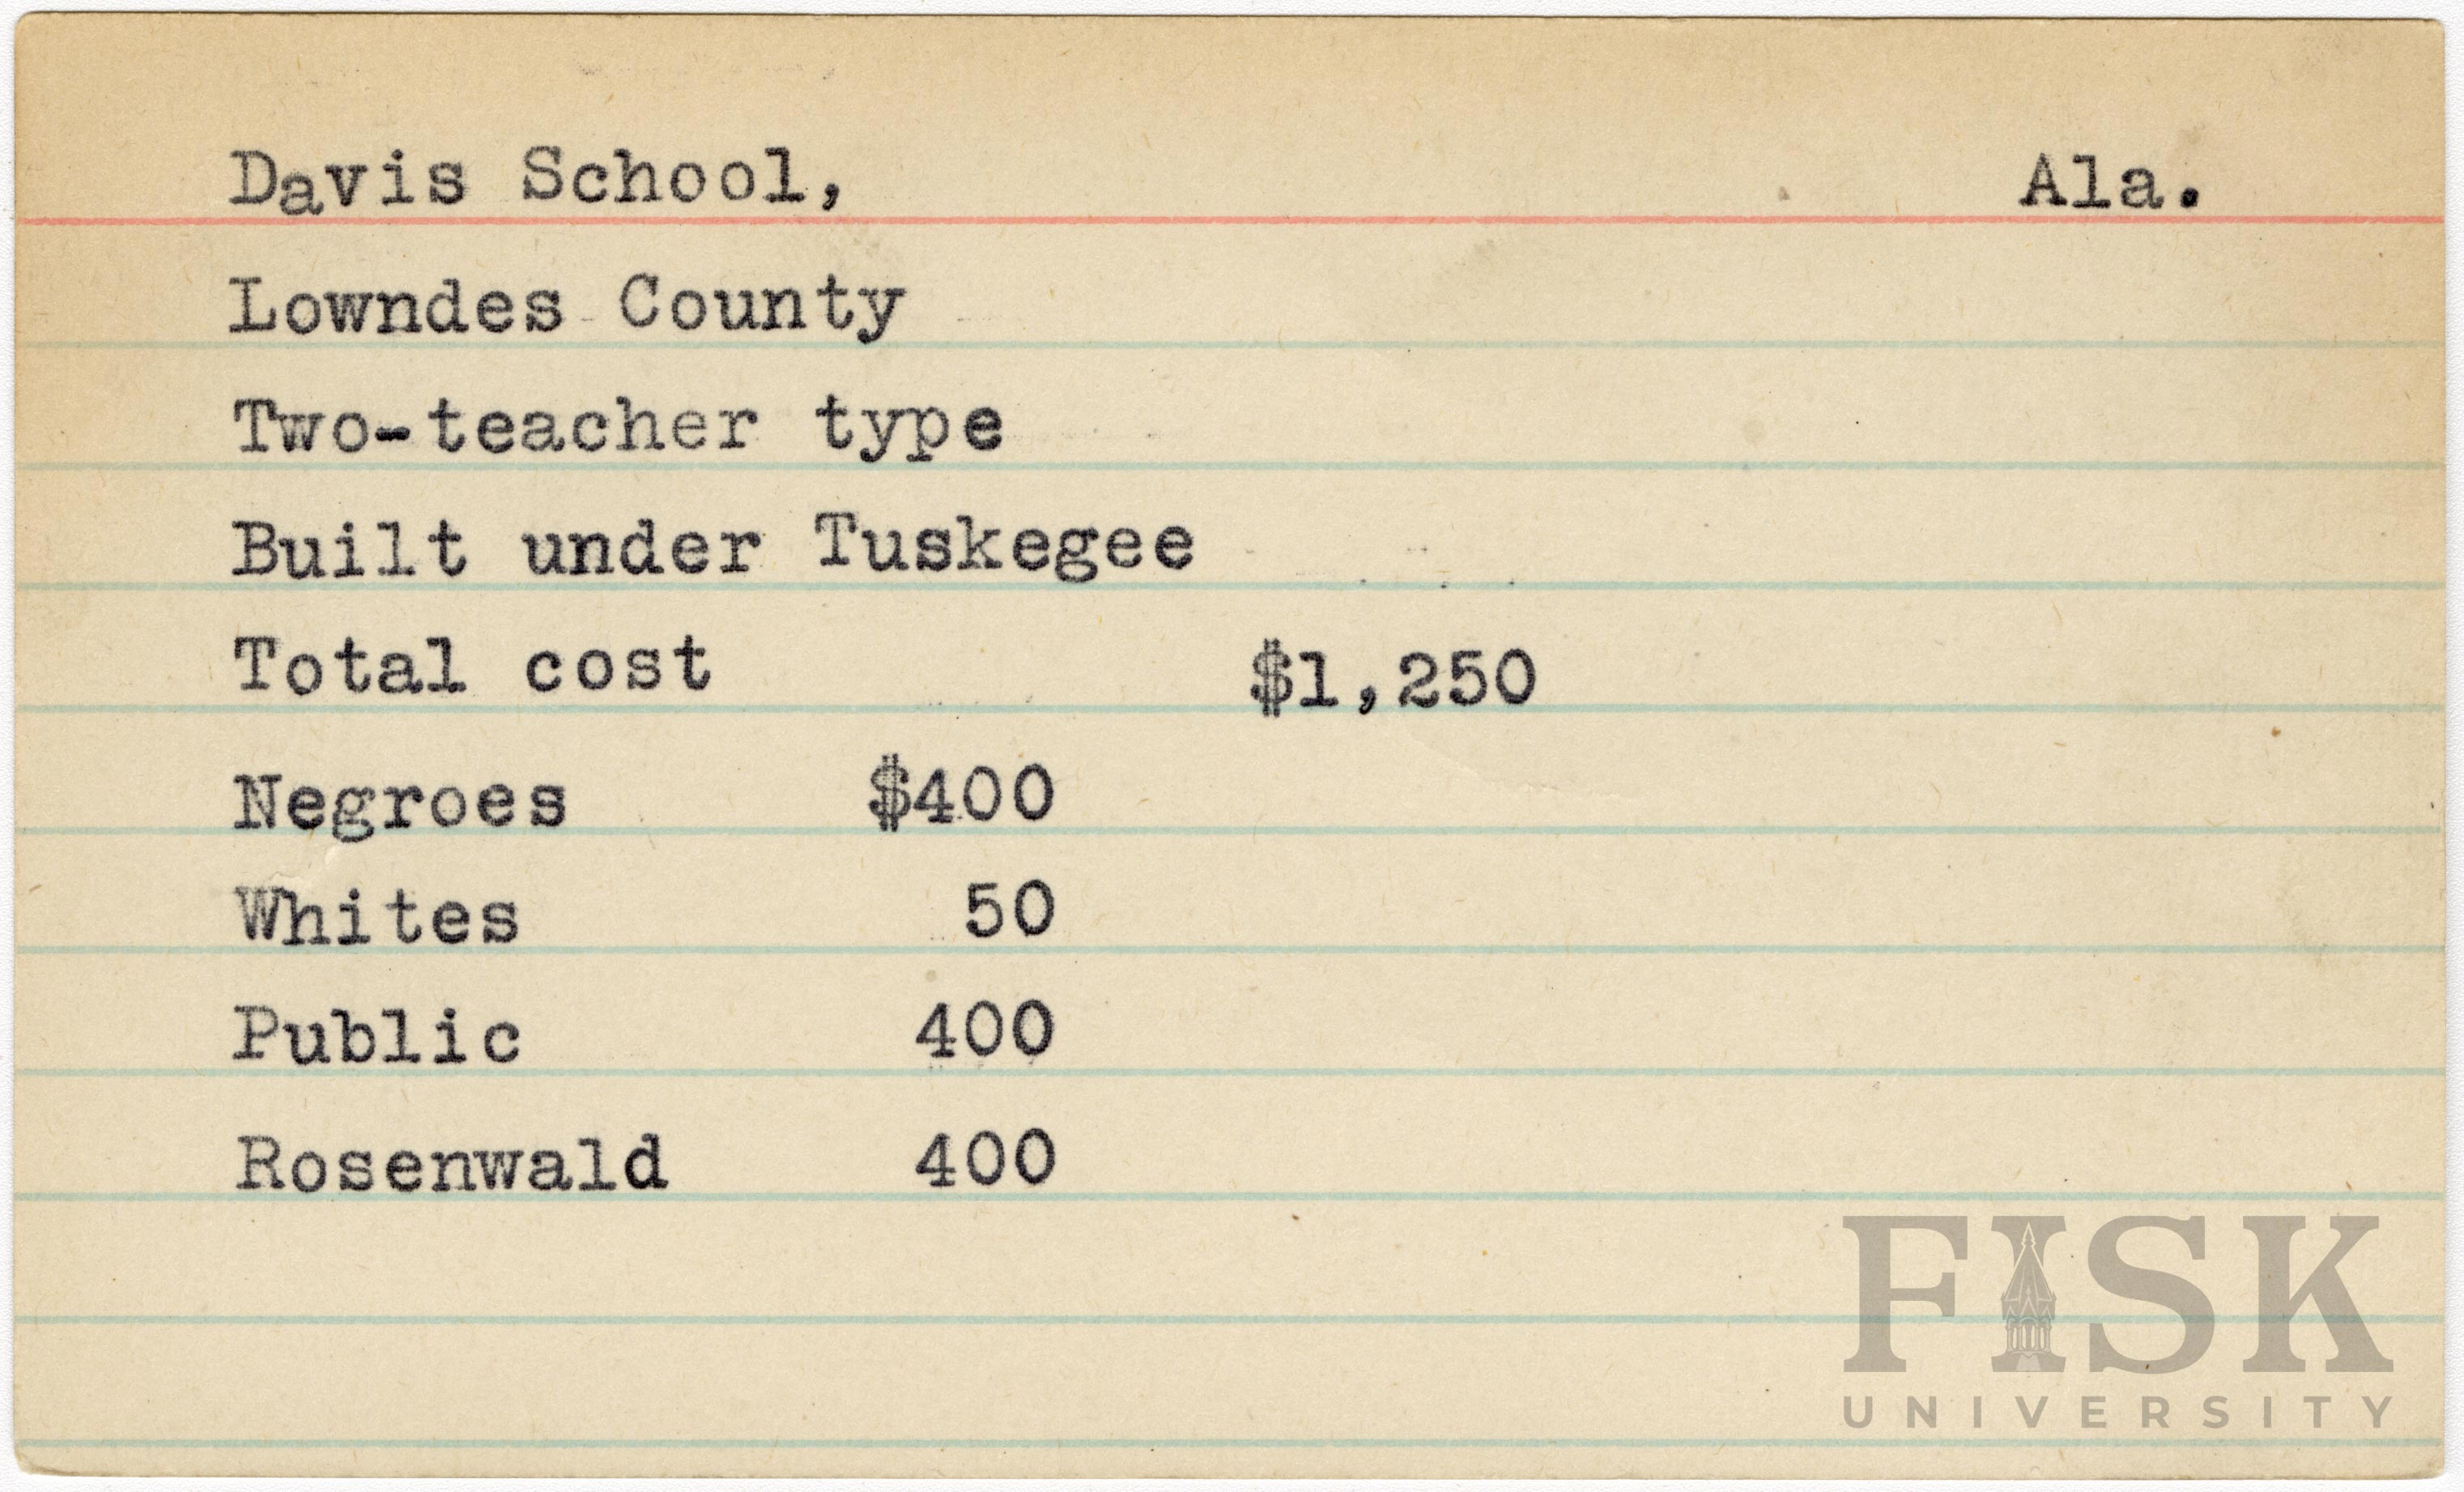 Davis School, Ala.
Lowndes County
Two-teacher type
Built under Tuskegee
Total cost $1,250
Negroes $400
Whites 50
Public 400
Rosenwald 400
FISK
UNIVERSITY